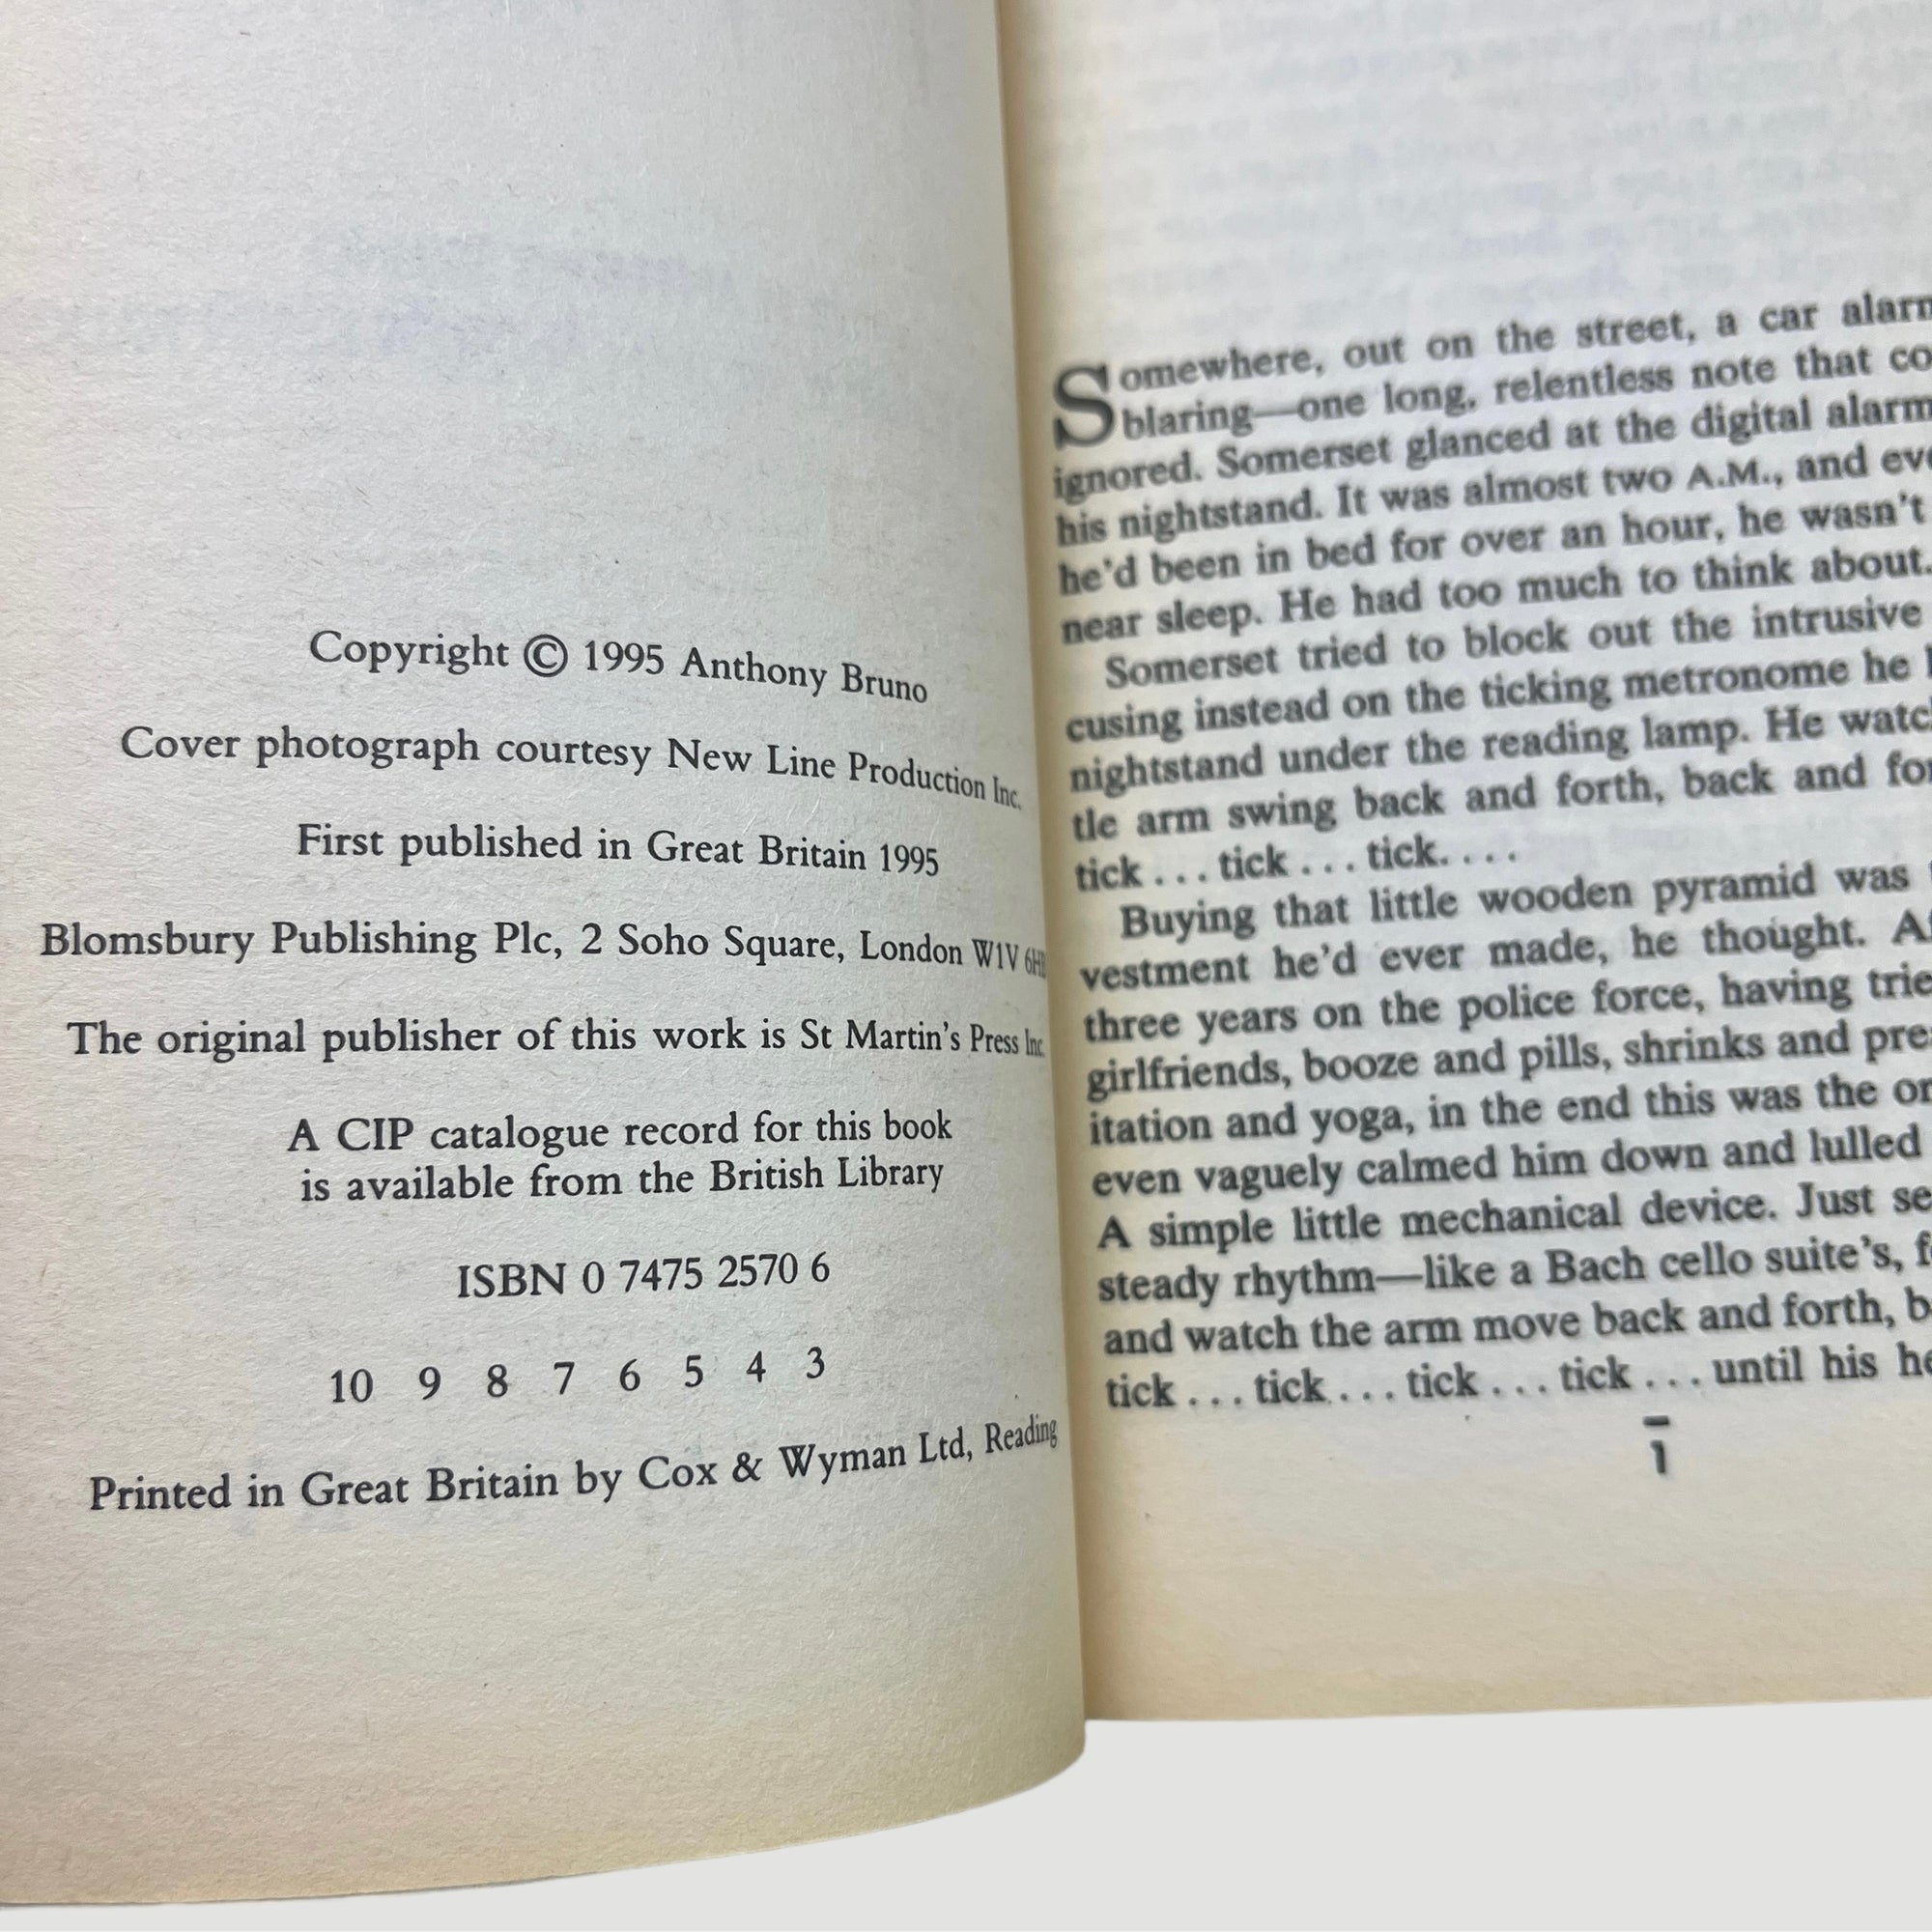 Copyright © 1995 Anthony Bruno
Cover photograph courtesy New Line Production Inc.
First published in Great Britain 1995
Blomsbury Publishing Plc, 2 Soho Square, London W1V
The original publisher of this work is St Martin's Press Inc.
A CIP catalogue record for this book
is available from the British Library
ISBN 0 7475 2570 6
10 9 8 7 6 5 4 3
Printed in Great Britain by Cox & Wyman Ltd, Reading
Somewhere, out on the street, a car
blaring—one long, relentless note that
ignored. Somerset glanced at the digital alarm
his nightstand. It was almost two A.M., and
he'd been in bed for over an hour, he wasn't
near sleep. He had too much to think about.
Somerset tried to block out the intrusive
cusing instead on the ticking metronome he
nightstand under the reading lamp. He
tle arm swing back and forth, back and
tick . . . tick . . . tick. . . .
Buying that little wooden pyramid was
vestment he'd ever made, he thought.
three years on the police force, having
girlfriends, booze and pills, shrinks and
itation and yoga, in the end this was the
even vaguely calmed him down and lulled
A simple little mechanical device. Just
steady rhythm—like a Bach cello suite's,
and watch the arm move back and forth,
tick . . . tick . . . tick . . . tick . . . until his
1